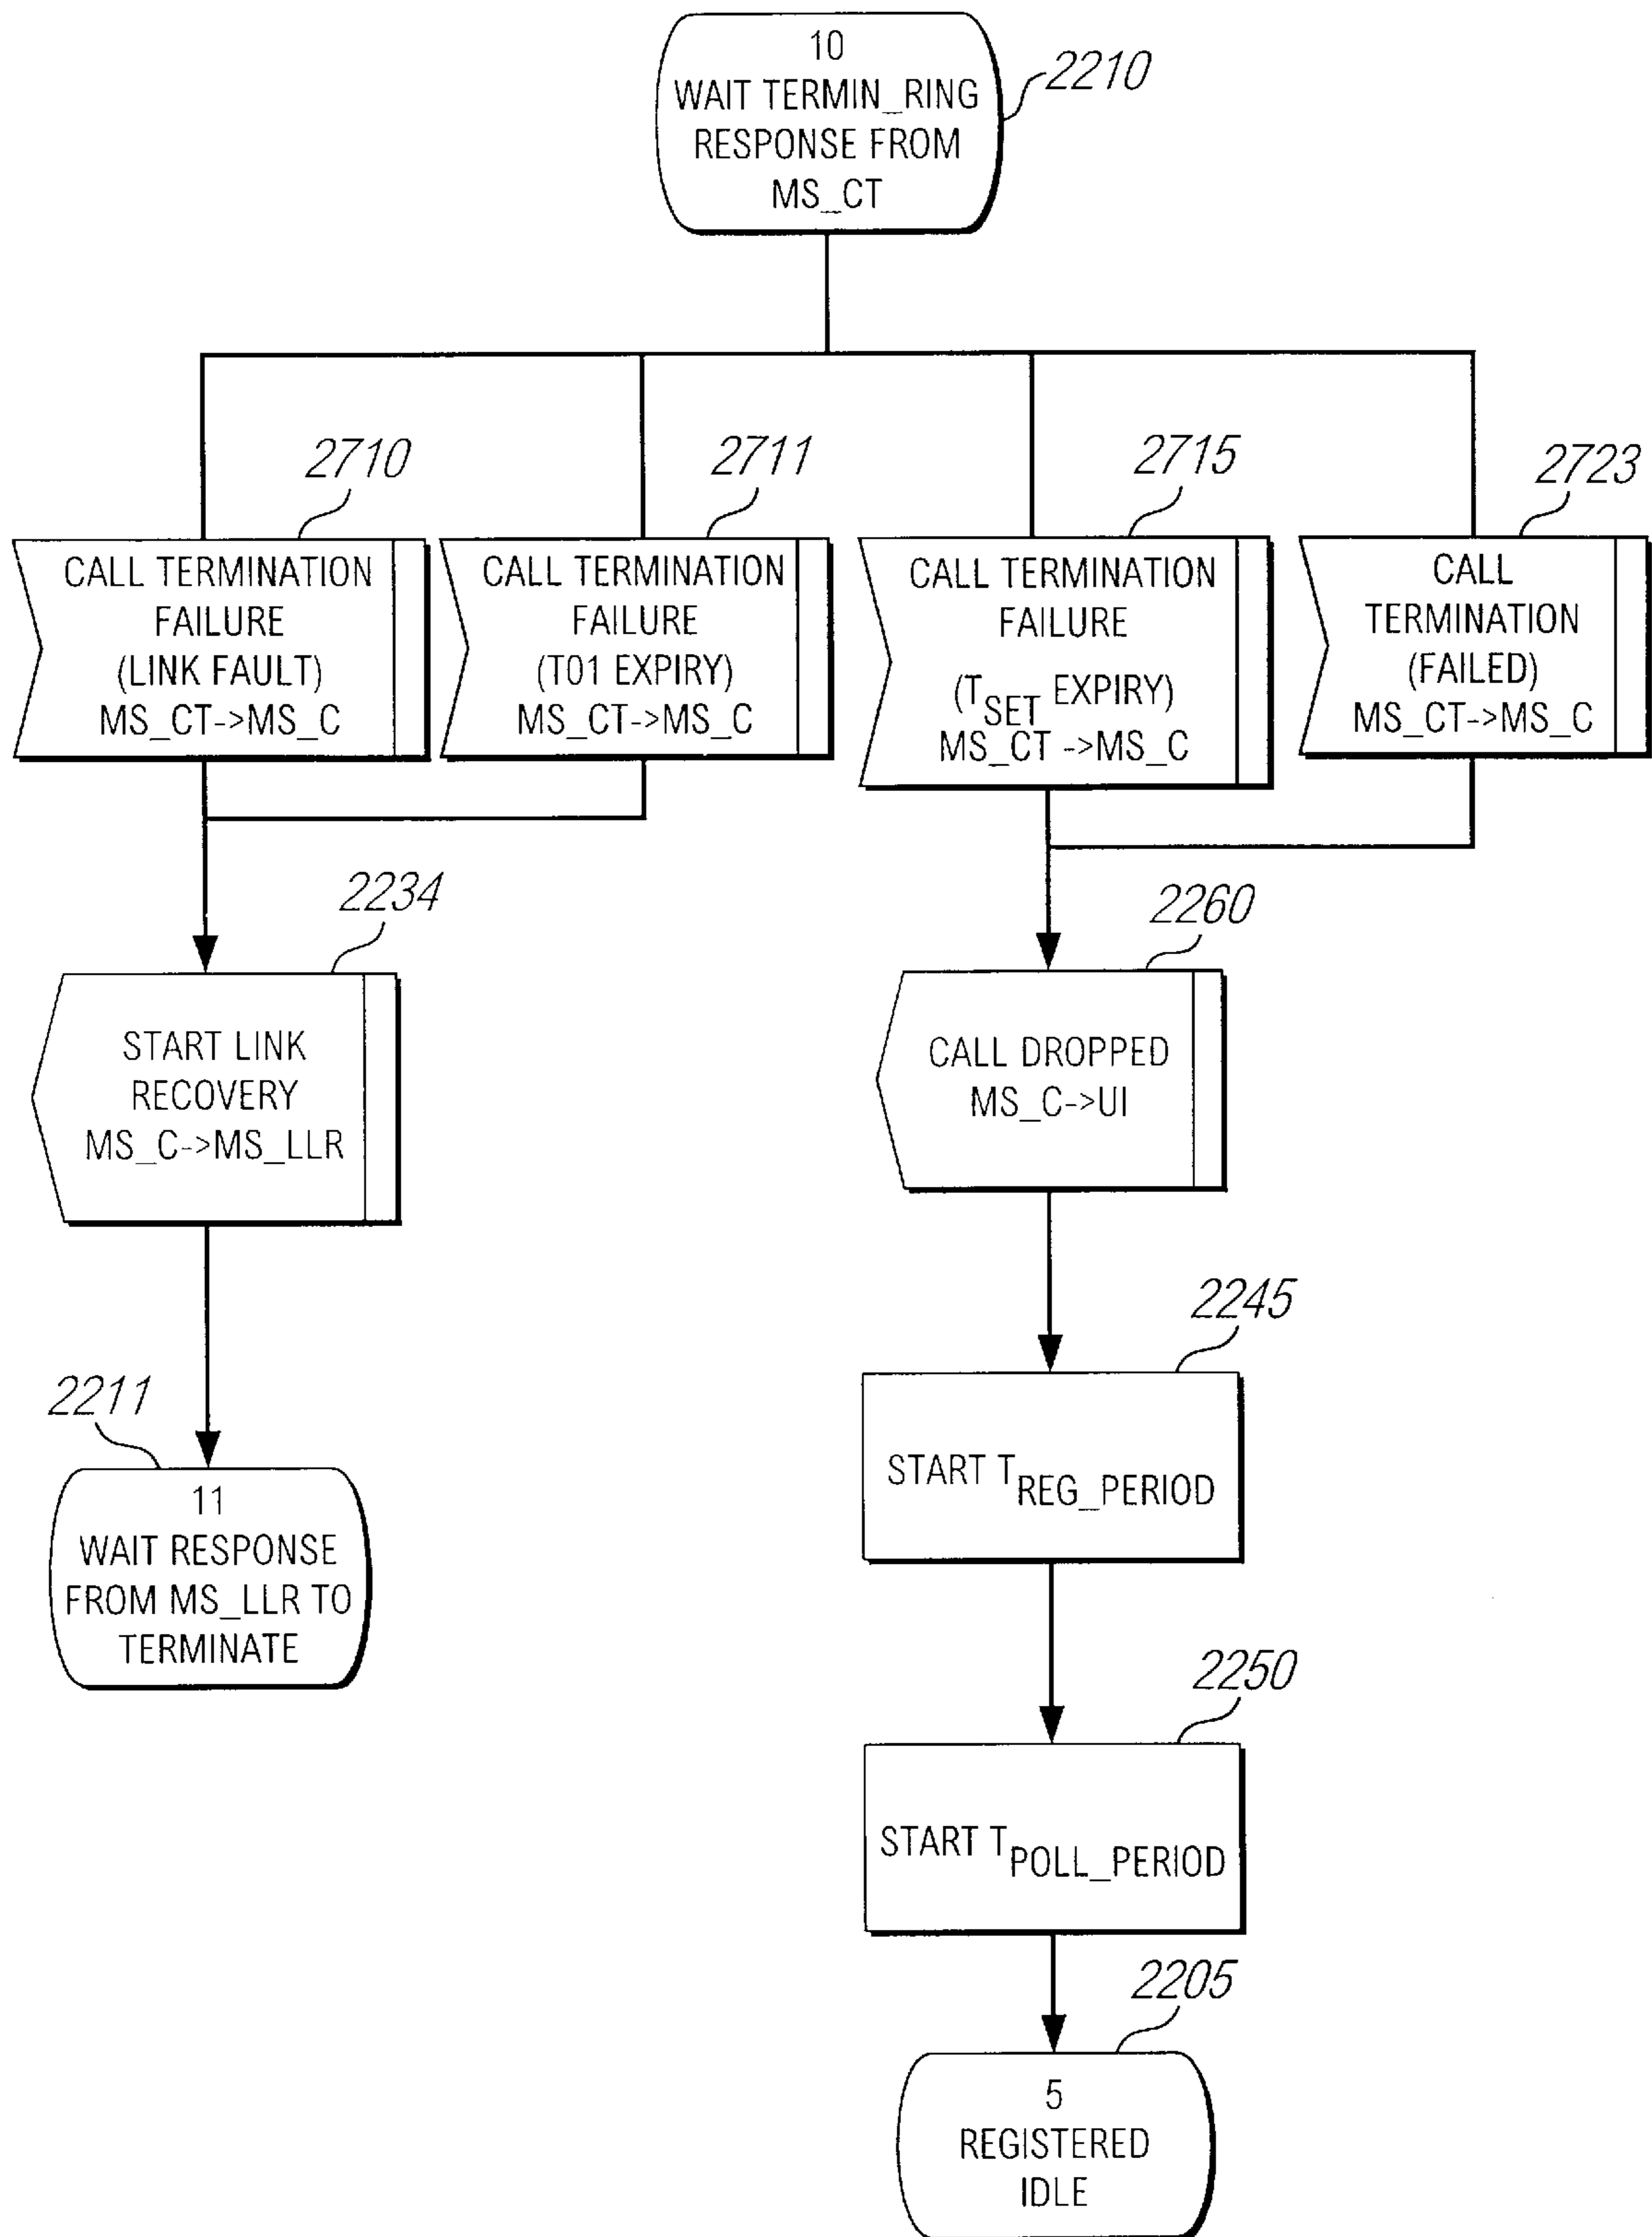 10
WAIT TERMIN_RING
RESPONSE FROM
MS_CT
2210
2710
CALL TERMINATION
FAILURE
(LINK FAULT)
MS_CT->MS_C
2711
CALL TERMINATION
FAILURE
(T01 EXPIRY)
MS_CT->MS_C
2715
CALL TERMINATION
FAILURE
(TSET EXPIRY)
MS_CT->MS_C
2723
CALL
TERMINATION
(FAILED)
MS_CT->MS_C
2234
START LINK
RECOVERY
MS_C->MS_LLR
2260
CALL DROPPED
MS_C->UI
2211
11
WAIT RESPONSE
FROM MS_LLR TO
TERMINATE
2245
START TREG_PERIOD
2250
START TPOLL_PERIOD
2205
5
REGISTERED
IDLE